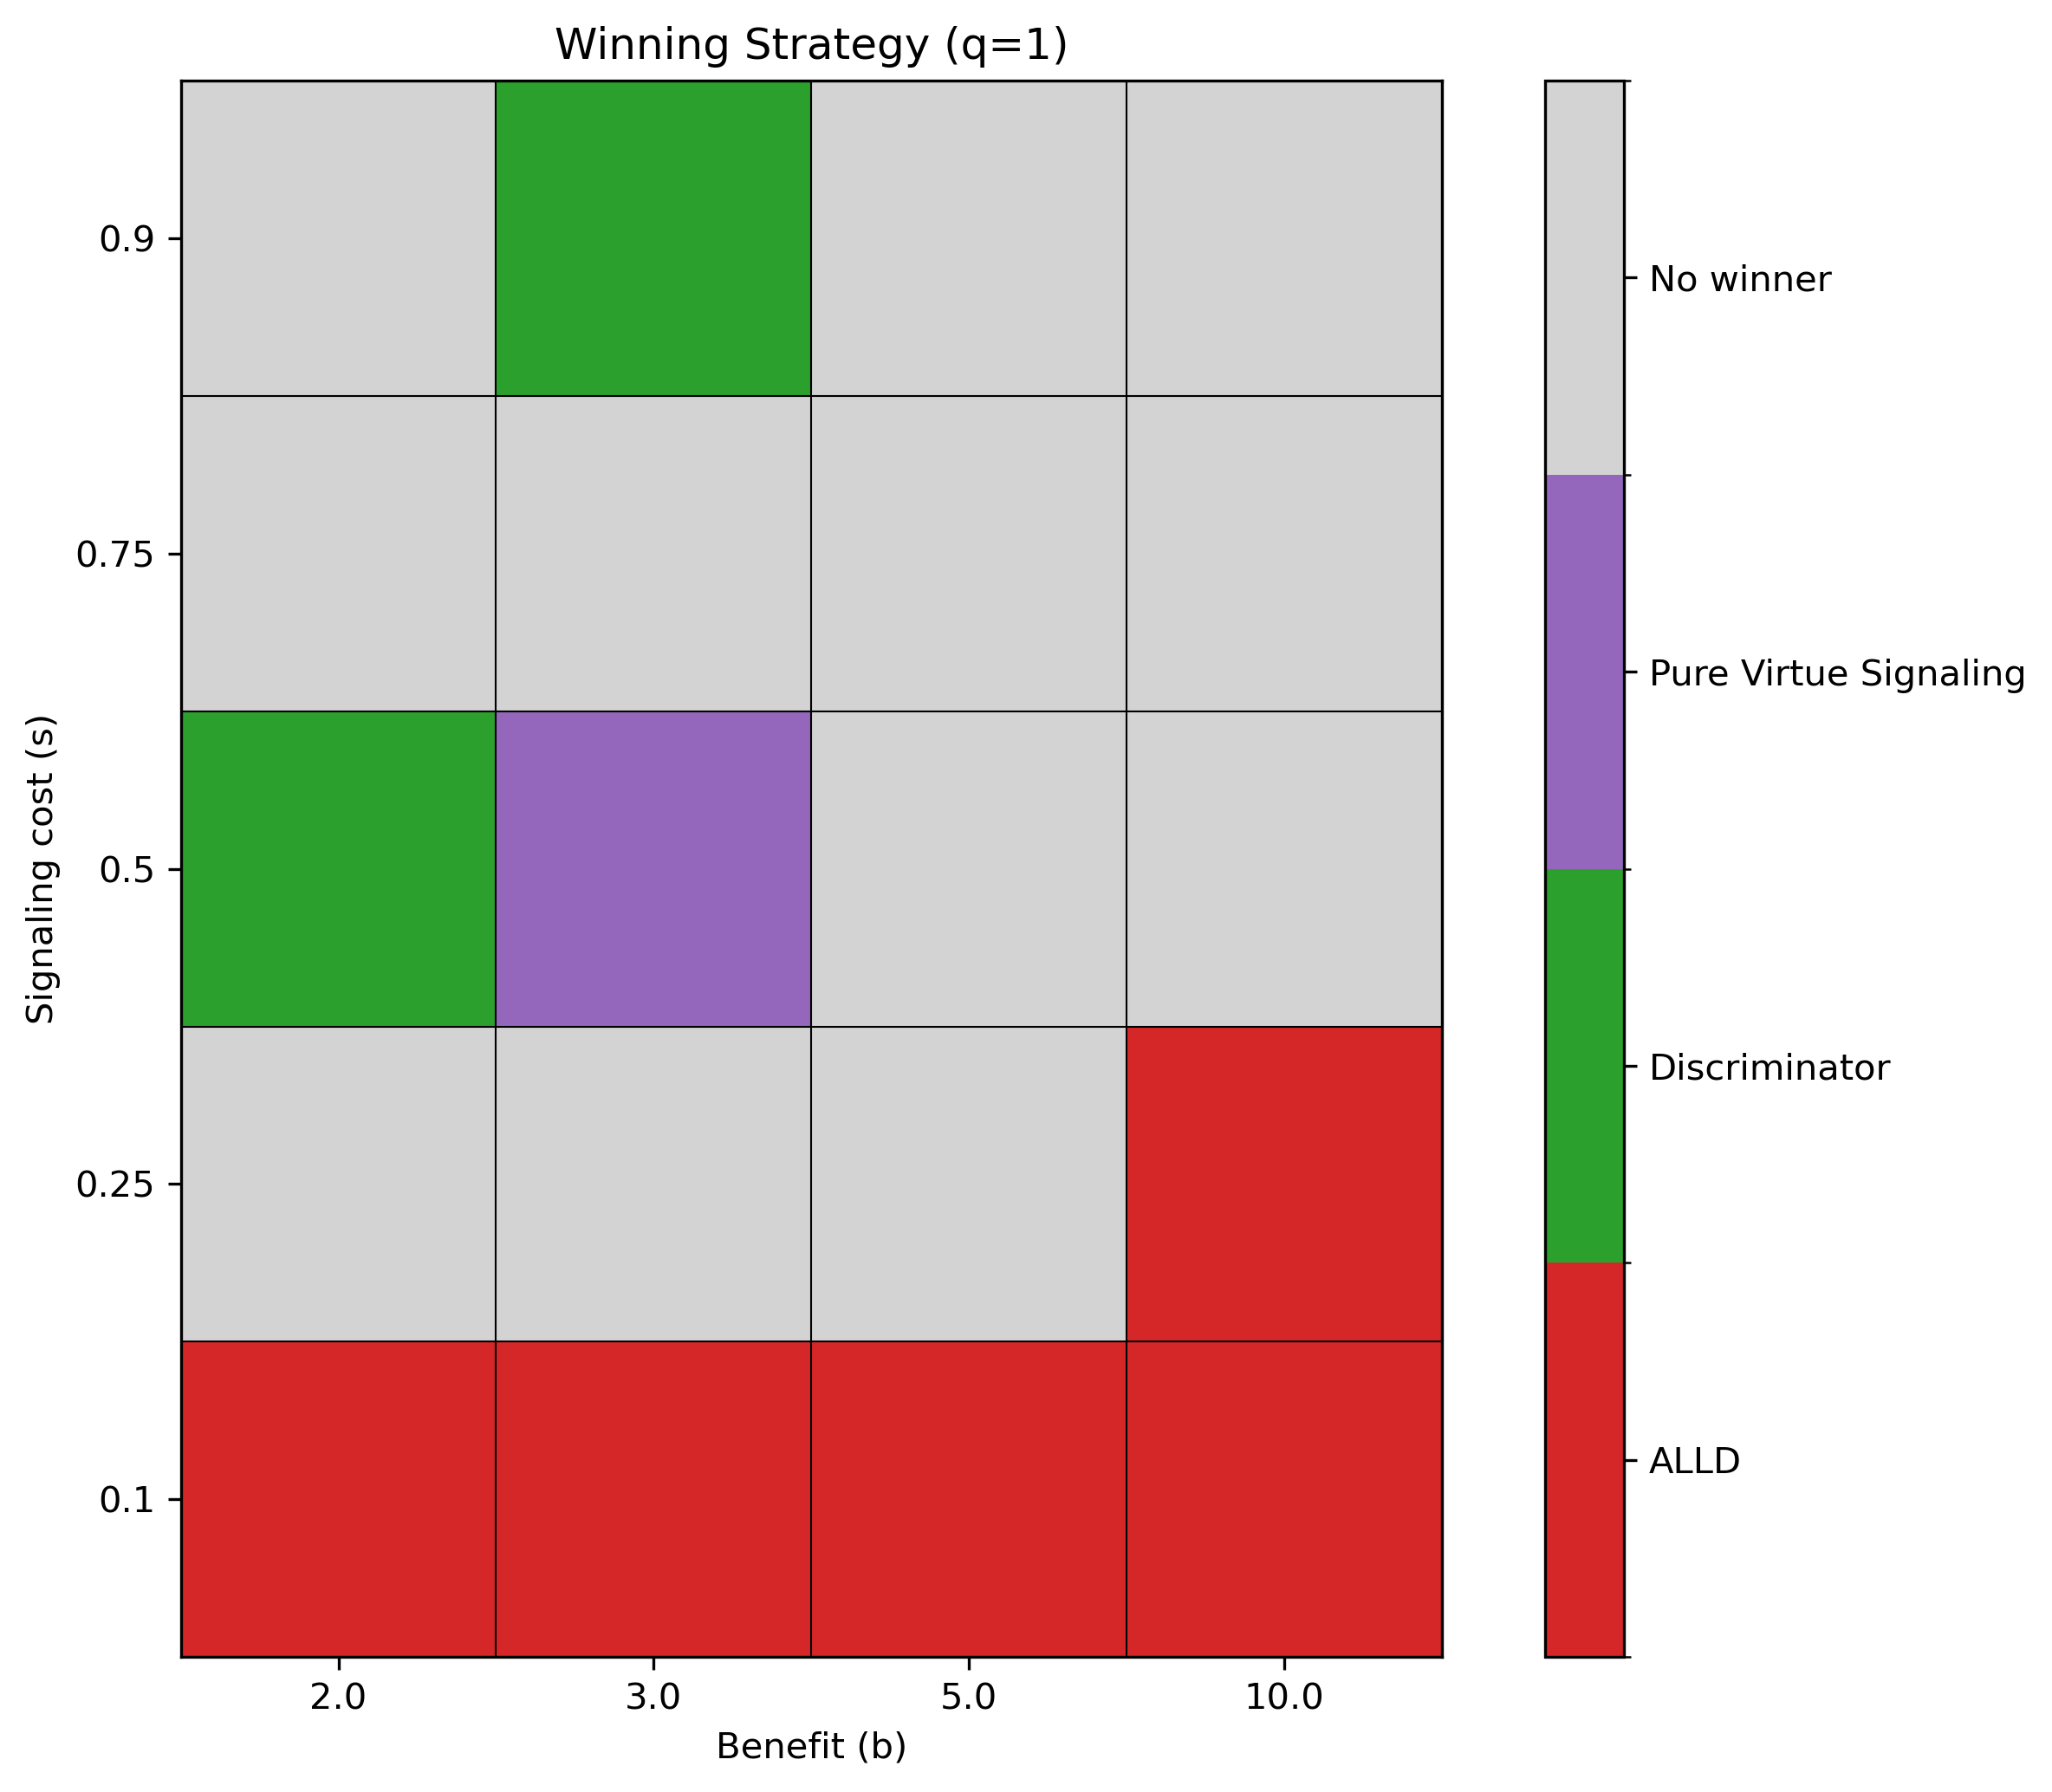 Winning Strategy (q=1)
Signaling cost (s)
0.9
0.75
0.5
0.25
0.1
2.0 3.0 5.0 10.0
Benefit (b)
No winner
Pure Virtue Signaling
Discriminator
ALLD